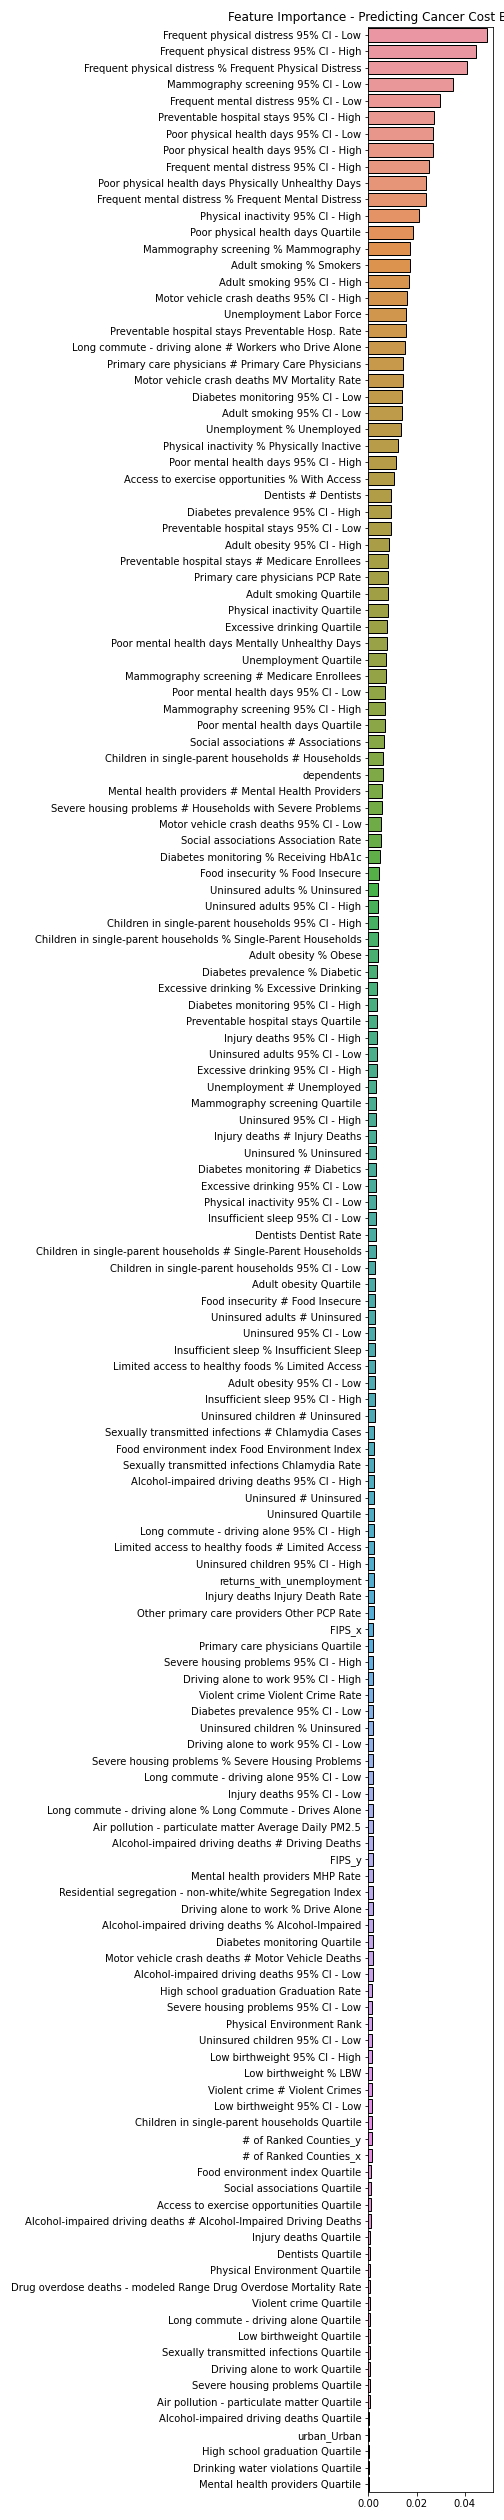 Feature Importance - Predicting Cancer Cost
Frequent physical distress 95% CI - Low
Frequent physical distress 95% CI - High
Frequent physical distress % Frequent Physical Distress
Mammography screening 95% CI - Low
Frequent mental distress 95% CI - Low
Preventable hospital stays 95% CI - High
Poor physical health days 95% CI - Low
Poor physical health days 95% CI - High
Frequent mental distress 95% CI - High
Poor physical health days Physically Unhealthy Days
Frequent mental distress % Frequent Mental Distress
Physical inactivity 95% CI - High
Poor physical health days Quartile
Mammography screening % Mammography
Adult smoking % Smokers
Adult smoking 95% CI - High
Motor vehicle crash deaths 95% CI - High
Unemployment Labor Force
Preventable hospital stays Preventable Hosp. Rate
Long commute - driving alone # Workers who Drive Alone
Primary care physicians # Primary Care Physicians
Motor vehicle crash deaths MV Mortality Rate
Diabetes monitoring 95% CI - Low
Adult smoking 95% CI - Low
Unemployment % Unemployed
Physical inactivity % Physically Inactive
Poor mental health days 95% CI - High
Access to exercise opportunities % With Access
Dentists # Dentists
Diabetes prevalence 95% CI - High
Preventable hospital stays 95% CI - Low
Adult obesity 95% CI - High
Preventable hospital stays # Medicare Enrollees
Primary care physicians PCP Rate
Adult smoking Quartile
Physical inactivity Quartile
Excessive drinking Quartile
Poor mental health days Mentally Unhealthy Days
Unemployment Quartile
Mammography screening # Medicare Enrollees
Poor mental health days 95% CI - Low
Mammography screening 95% CI - High
Poor mental health days Quartile
Social associations # Associations
Children in single-parent households # Households
dependents
Mental health providers # Mental Health Providers
Severe housing problems # Households with Severe Problems
Motor vehicle crash deaths 95% CI - Low
Social associations Association Rate
Diabetes monitoring % Receiving HbA1c
Food insecurity % Food Insecure
Uninsured adults % Uninsured
Uninsured adults 95% CI - High
Children in single-parent households 95% CI - High
Children in single-parent households % Single-Parent Households
Adult obesity % Obese
Diabetes prevalence % Diabetic
Excessive drinking % Excessive Drinking
Diabetes monitoring 95% CI - High
Preventable hospital stays Quartile
Injury deaths 95% CI - High
Uninsured adults 95% CI - Low
Excessive drinking 95% CI - High
Unemployment # Unemployed
Mammography screening Quartile
Uninsured 95% CI - High
Injury deaths # Injury Deaths
Uninsured % Uninsured
Diabetes monitoring # Diabetics
Excessive drinking 95% CI - Low
Physical inactivity 95% CI - Low
Insufficient sleep 95% CI - Low
Dentists Dentist Rate
Children in single-parent households # Single-Parent Households
Children in single-parent households 95% CI - Low
Adult obesity Quartile
Food insecurity # Food Insecure
Uninsured adults # Uninsured
Uninsured 95% CI - Low
Insufficient sleep % Insufficient Sleep
Limited access to healthy foods % Limited Access
Adult obesity 95% CI - Low
Insufficient sleep 95% CI - High
Uninsured children # Uninsured
Sexually transmitted infections # Chlamydia Cases
Food environment index Food Environment Index
Sexually transmitted infections Chlamydia Rate
Alcohol-impaired driving deaths 95% CI - High
Uninsured # Uninsured
Uninsured Quartile
Long commute - driving alone 95% CI - High
Limited access to healthy foods # Limited Access
Uninsured children 95% CI - High
returns_with_unemployment
Injury deaths Injury Death Rate
Other primary care providers Other PCP Rate
FIPS_x
Primary care physicians Quartile
Severe housing problems 95% CI - High
Driving alone to work 95% CI - High
Violent crime Violent Crime Rate
Diabetes prevalence 95% CI - Low
Uninsured children % Uninsured
Driving alone to work 95% CI - Low
Severe housing problems % Severe Housing Problems
Long commute - driving alone 95% CI - Low
Injury deaths 95% CI - Low
Long commute - driving alone % Long Commute - Drives Alone
Air pollution - particulate matter Average Daily PM2.5
Alcohol-impaired driving deaths # Driving Deaths
FIPS_y
Mental health providers MHP Rate
Residential segregation - non-white/white Segregation Index
Driving alone to work % Drive Alone
Alcohol-impaired driving deaths % Alcohol-Impaired
Diabetes monitoring Quartile
Motor vehicle crash deaths # Motor Vehicle Deaths
Alcohol-impaired driving deaths 95% CI - Low
High school graduation Graduation Rate
Severe housing problems 95% CI - Low
Physical Environment Rank
Uninsured children 95% CI - Low
Low birthweight 95% CI - High
Low birthweight % LBW
Violent crime # Violent Crimes
Low birthweight 95% CI - Low
Children in single-parent households Quartile
# of Ranked Counties_y
# of Ranked Counties_x
Food environment index Quartile
Social associations Quartile
Access to exercise opportunities Quartile
Alcohol-impaired driving deaths # Alcohol-Impaired Driving Deaths
Injury deaths Quartile
Dentists Quartile
Physical Environment Quartile
Drug overdose deaths - modeled Range Drug Overdose Mortality Rate
Violent crime Quartile
Long commute - driving alone Quartile
Low birthweight Quartile
Sexually transmitted infections Quartile
Driving alone to work Quartile
Severe housing problems Quartile
Air pollution - particulate matter Quartile
Alcohol-impaired driving deaths Quartile
urban_Urban
High school graduation Quartile
Drinking water violations Quartile
Mental health providers Quartile
0.00 0.02 0.04